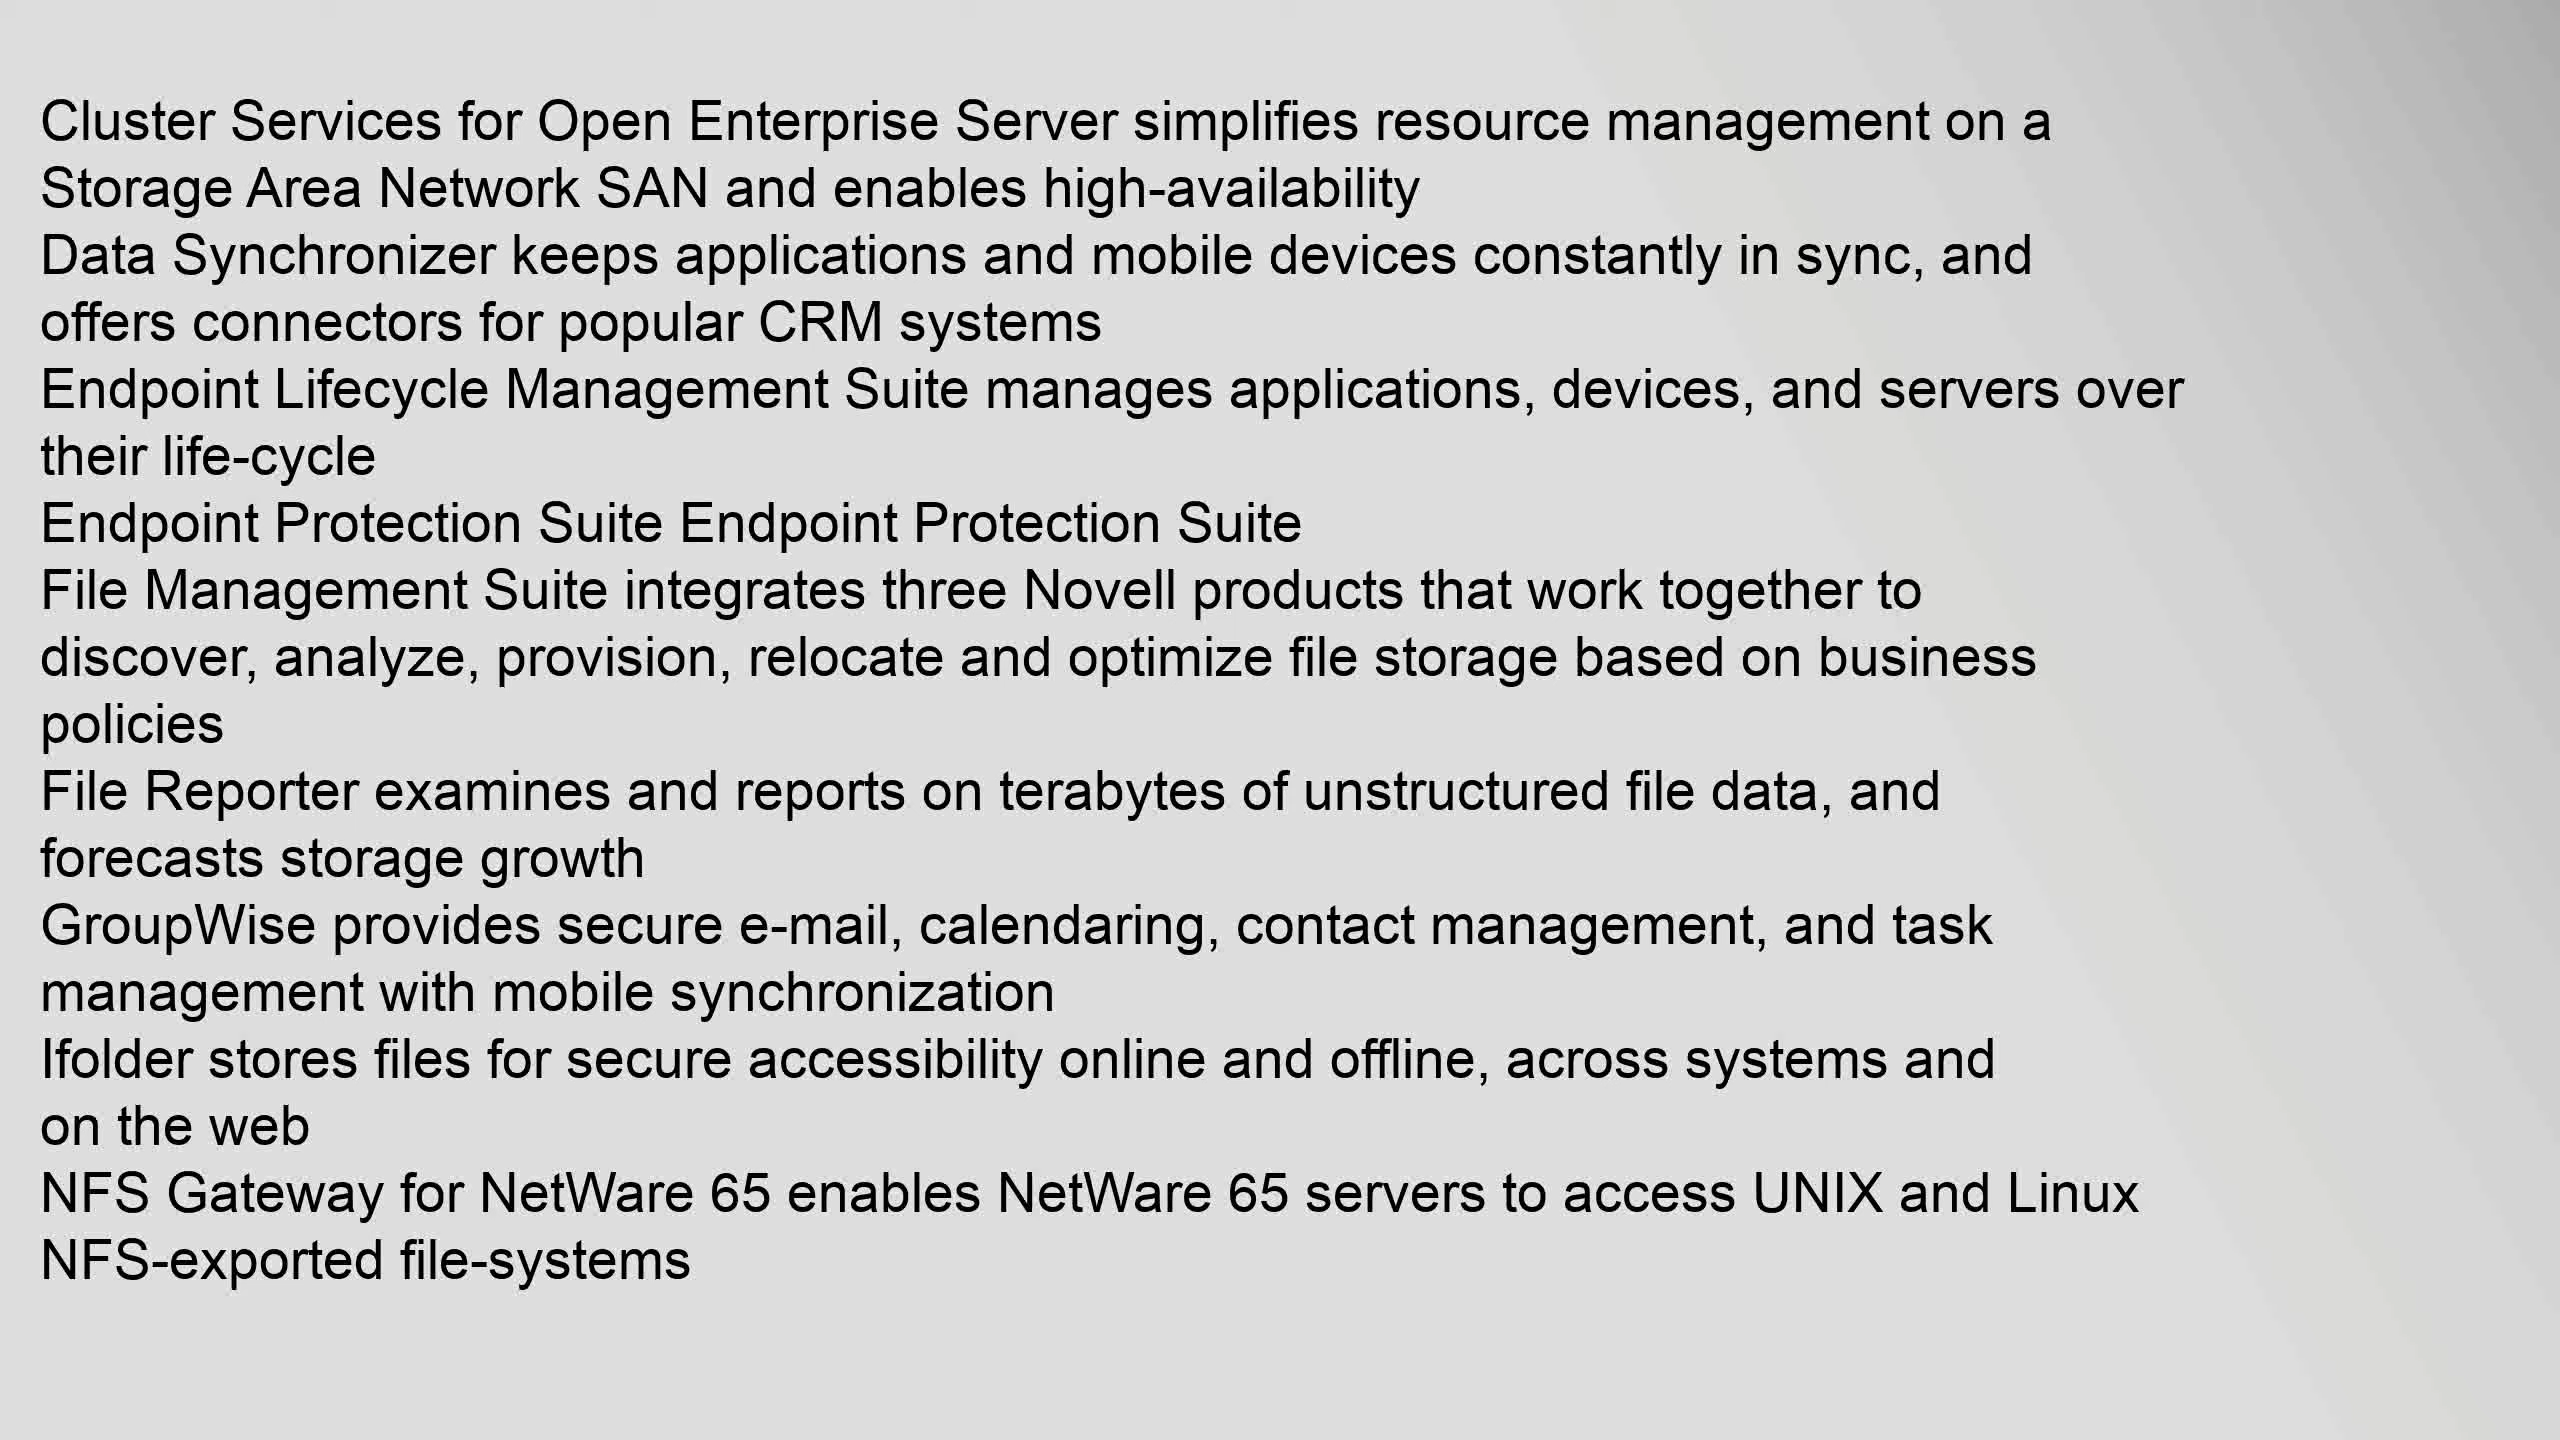 Cluster Services for Open Enterprise Server simplifies resource management on a
Storage Area Network SAN and enables high-availability
Data Synchronizer keeps applications and mobile devices constantly in sync, and
offers connectors for popular CRM systems
Endpoint Lifecycle Management Suite manages applications, devices, and servers over
their life-cycle
Endpoint Protection Suite Endpoint Protection Suite
File Management Suite integrates three Novell products that work together to
discover, analyze, provision, relocate and optimize file storage based on business
policies
File Reporter examines and reports on terabytes of unstructured file data, and
forecasts storage growth
GroupWise provides secure e-mail, calendaring, contact management, and task
management with mobile synchronization
Ifolder stores files for secure accessibility online and offline, across systems and
on the web
NFS Gateway for NetWare 65 enables NetWare 65 servers to access UNIX and Linux
NFS-exported file-systems